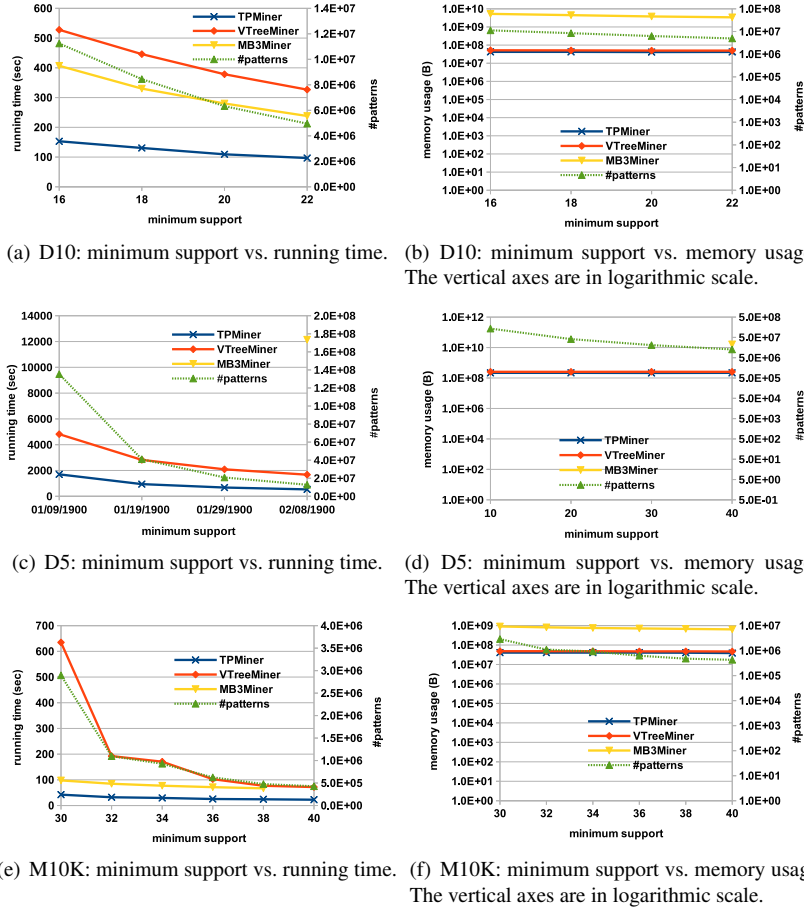 600
500
400
300
200
100
0
running time (sec)
TPMiner
VTreeMiner
MB3Miner
#patterns
1.4E+07
1.2E+07
1.0E+07
8.0E+06
6.0E+06
4.0E+06
2.0E+06
0.0E+00
#patterns
16 18 20 22
minimum support
(a) D10: minimum support vs. running time.
1.0E+10
1.0E+09
1.0E+08
1.0E+07
1.0E+06
1.0E+05
1.0E+04
1.0E+03
1.0E+02
1.0E+01
1.0E+00
memory usage (B)
TPMiner
VTreeMiner
MB3Miner
#patterns
1.0E+08
1.0E+07
1.0E+06
1.0E+05
1.0E+04
1.0E+03
1.0E+02
1.0E+01
1.0E+00
#patterns
16 18 20 22
minimum support
(b) D10: minimum support vs. memory usag
The vertical axes are in logarithmic scale.
14000
12000
10000
8000
6000
4000
2000
0
running time (sec)
TPMiner
VTreeMiner
MB3Miner
#patterns
2.0E+08
1.8E+08
1.6E+08
1.4E+08
1.2E+08
1.0E+08
8.0E+07
6.0E+07
4.0E+07
2.0E+07
0.0E+00
#patterns
01/09/1900 01/19/1900 01/29/1900 02/08/1900
minimum support
(c) D5: minimum support vs. running time.
1.0E+12
1.0E+10
1.0E+08
1.0E+06
1.0E+04
1.0E+02
1.0E+00
memory usage (B)
TPMiner
VTreeMiner
MB3Miner
#patterns
5.0E+08
5.0E+07
5.0E+06
5.0E+05
5.0E+04
5.0E+03
5.0E+02
5.0E+01
5.0E+00
5.0E-01
#patterns
10 20 30 40
minimum support
(d) D5: minimum support vs. memory usag
The vertical axes are in logarithmic scale.
700
600
500
400
300
200
100
0
running time (sec)
TPMiner
VTreeMiner
MB3Miner
#patterns
4.0E+06
3.5E+06
3.0E+06
2.5E+06
2.0E+06
1.5E+06
1.0E+06
5.0E+05
0.0E+00
#patterns
30 32 34 36 38 40
minimum support
e) M10K: minimum support vs. running time.
1.0E+09
1.0E+08
1.0E+07
1.0E+06
1.0E+05
1.0E+04
1.0E+03
1.0E+02
1.0E+01
1.0E+00
memory usage (B)
TPMiner
VTreeMiner
MB3Miner
#patterns
1.0E+07
1.0E+06
1.0E+05
1.0E+04
1.0E+03
1.0E+02
1.0E+01
1.0E+00
#patterns
30 32 34 36 38 40
minimum support
(f) M10K: minimum support vs. memory usag
The vertical axes are in logarithmic scale.